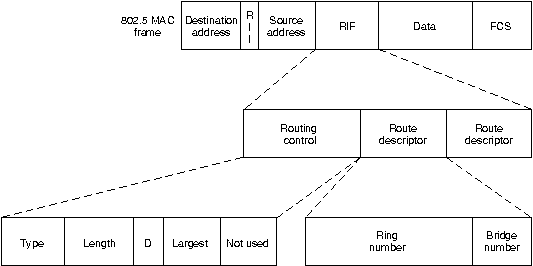 802.5 MAC
frame
Destination
address
R
I
I
Source
address
RIF
Data
FCS
Routing
control
Route
descriptor
Route
descriptor
Type
Length
D
Largest
Not used
Ring
number
Bridge
number